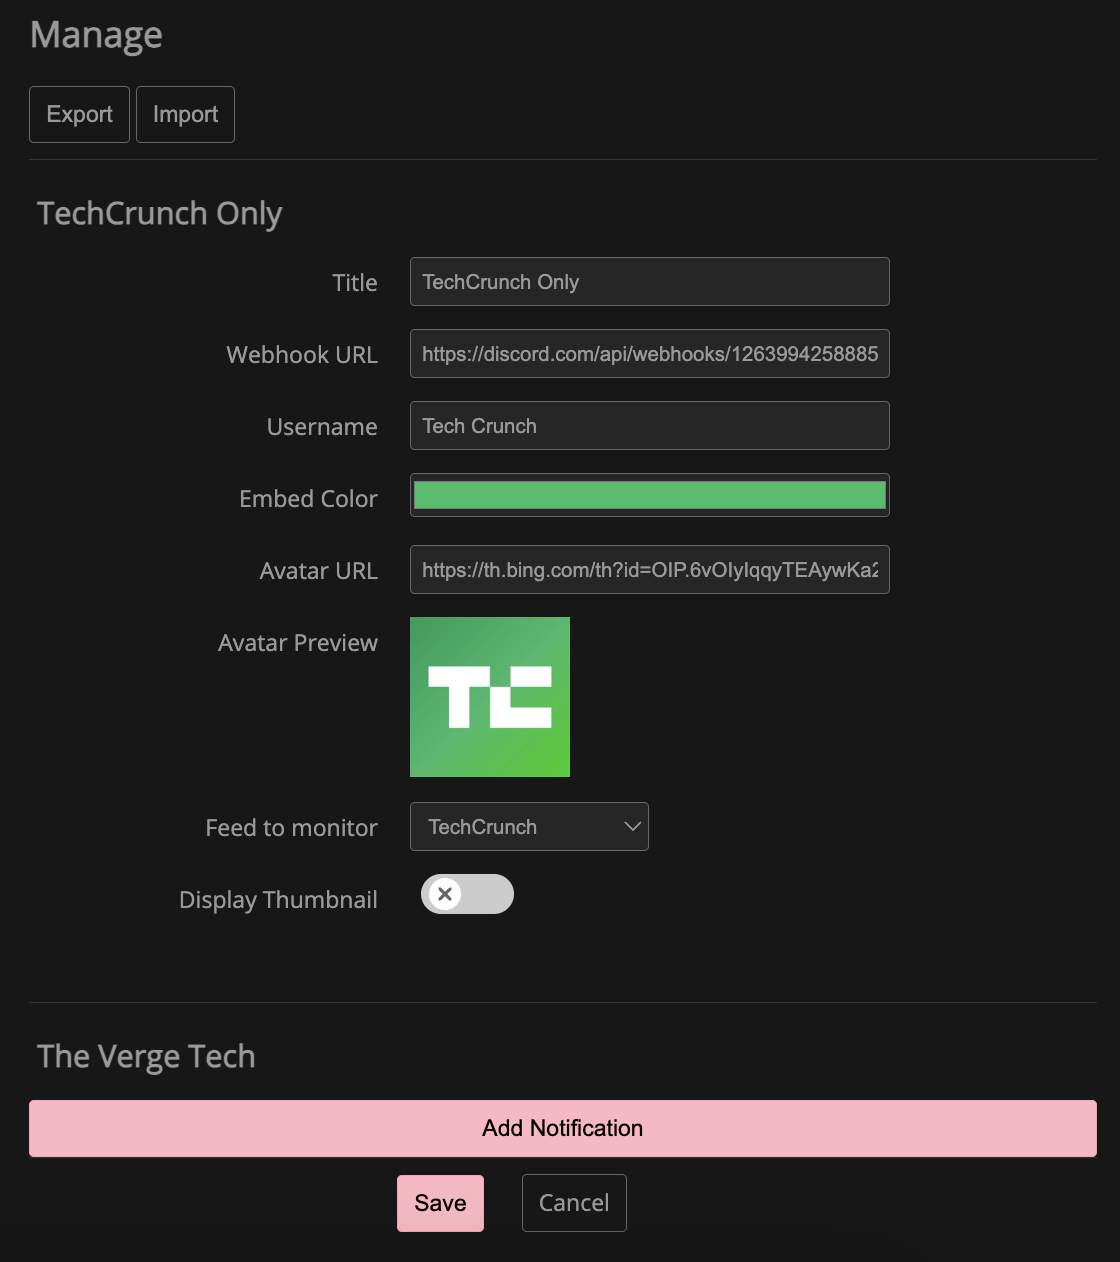 Manage
Export Import
TechCrunch Only
Title TechCrunch Only
Webhook URL https://discord.com/api/webhooks/1263994258885
Username Tech Crunch
Embed Color
Avatar URL https://th.bing.com/th?id=OIP.6vOIyIqqyTEAywKa2
Avatar Preview
TC
Feed to monitor TechCrunch
Display Thumbnail
The Verge Tech
Add Notification
Save Cancel